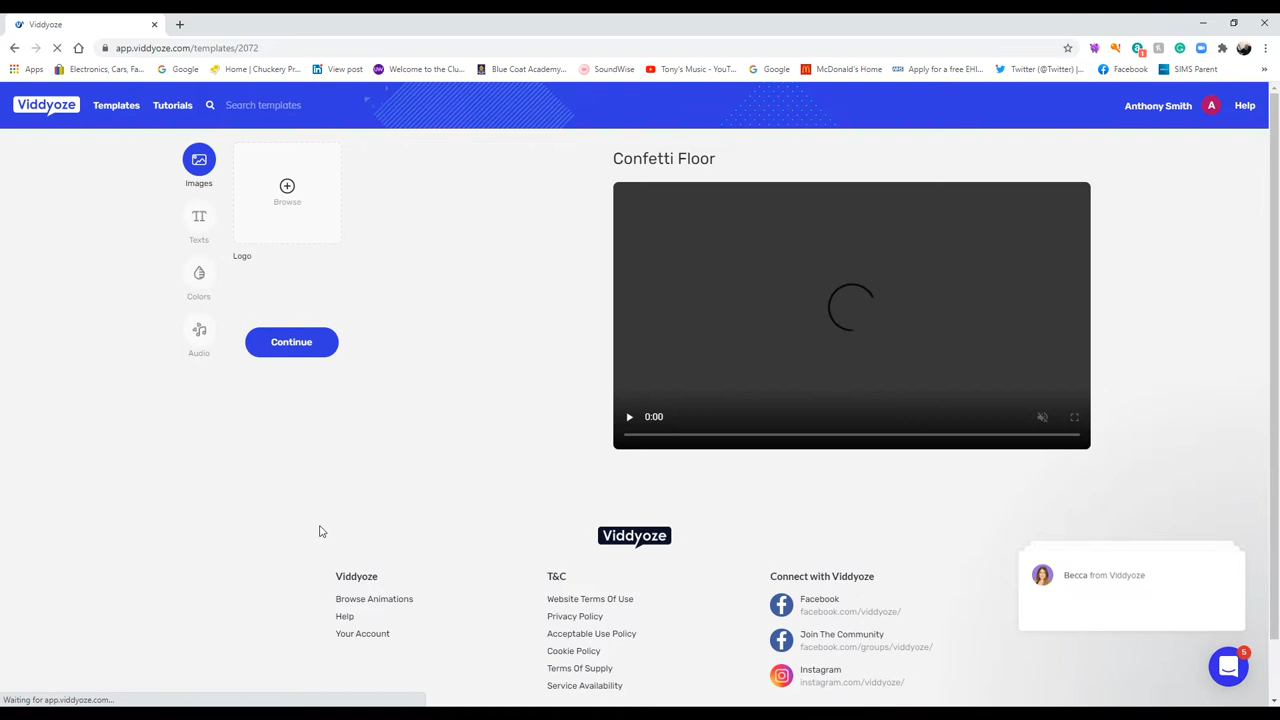 Viddyoze
app.viddyoze.com/templates/2072
Apps Electronics, Cars, Fa... Google Home | Chuckery Pr... View post Welcome to the Clu... Blue Coat Academy... SoundWise Tony's Music - YouT... Google McDonald's Home Apply for a free EHI... Twitter (@Twitter) |... Facebook SIMS Parent »
Viddyoze Templates Tutorials Search templates Anthony Smith A Help
Images
Browse
Texts
Logo
Colors
Audio
Continue
Confetti Floor
0:00
Viddyoze
Viddyoze
Browse Animations
Help
Your Account
T&C
Website Terms Of Use
Privacy Policy
Acceptable Use Policy
Cookie Policy
Terms Of Supply
Service Availability
Connect with Viddyoze
Facebook
facebook.com/viddyoze/
Join The Community
facebook.com/groups/viddyoze/
Instagram
instagram.com/viddyoze/
Becca from Viddyoze
5
Waiting for app.viddyoze.com...